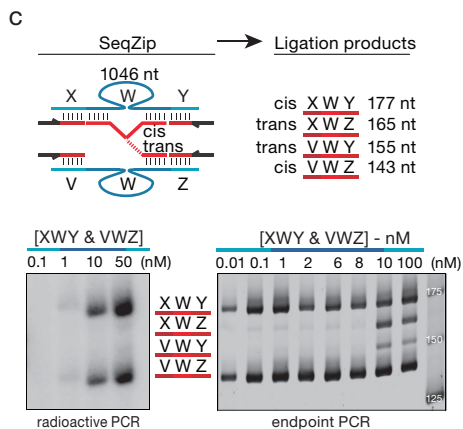 C
SeqZip
Ligation products
1046 nt
X W Y
cis
trans
V W Z
cis X W Y 177 nt
trans X W Z 165 nt
trans V W Y 155 nt
cis V W Z 143 nt
[XWY & VWZ]
0.1 1 10 50 (nM)
X W Y
X W Z
V W Y
V W Z
radioactive PCR
[XWY & VWZ] - nM
0.01 0.1 1 2 6 8 10 100
175
150
125
endpoint PCR